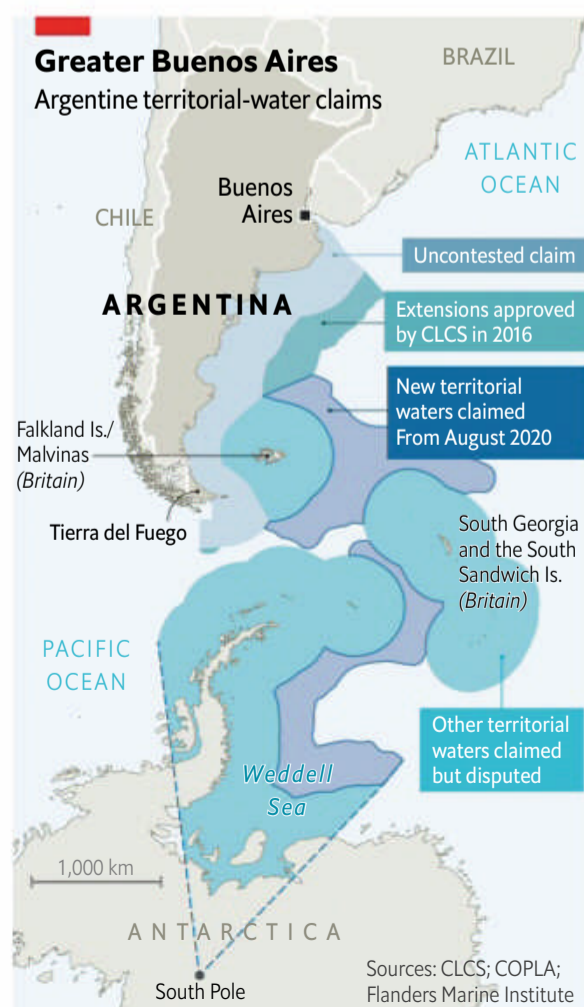 Greater Buenos Aires
Argentine territorial-water claims
BRAZIL
ATLANTIC
OCEAN
Buenos
Aires
CHILE
Uncontested claim
ARGENTINA
Extensions approved
by CLCS in 2016
New territorial
waters claimed
From August 2020
Falkland Is./
Malvinas
(Britain)
Tierra del Fuego
South Georgia
and the South
Sandwich Is.
(Britain)
PACIFIC
OCEAN
Other territorial
waters claimed
but disputed
Weddell
Sea
1,000 km
ANTARCTICA
South Pole
Sources: CLCS; COPLA;
Flanders Marine Institute